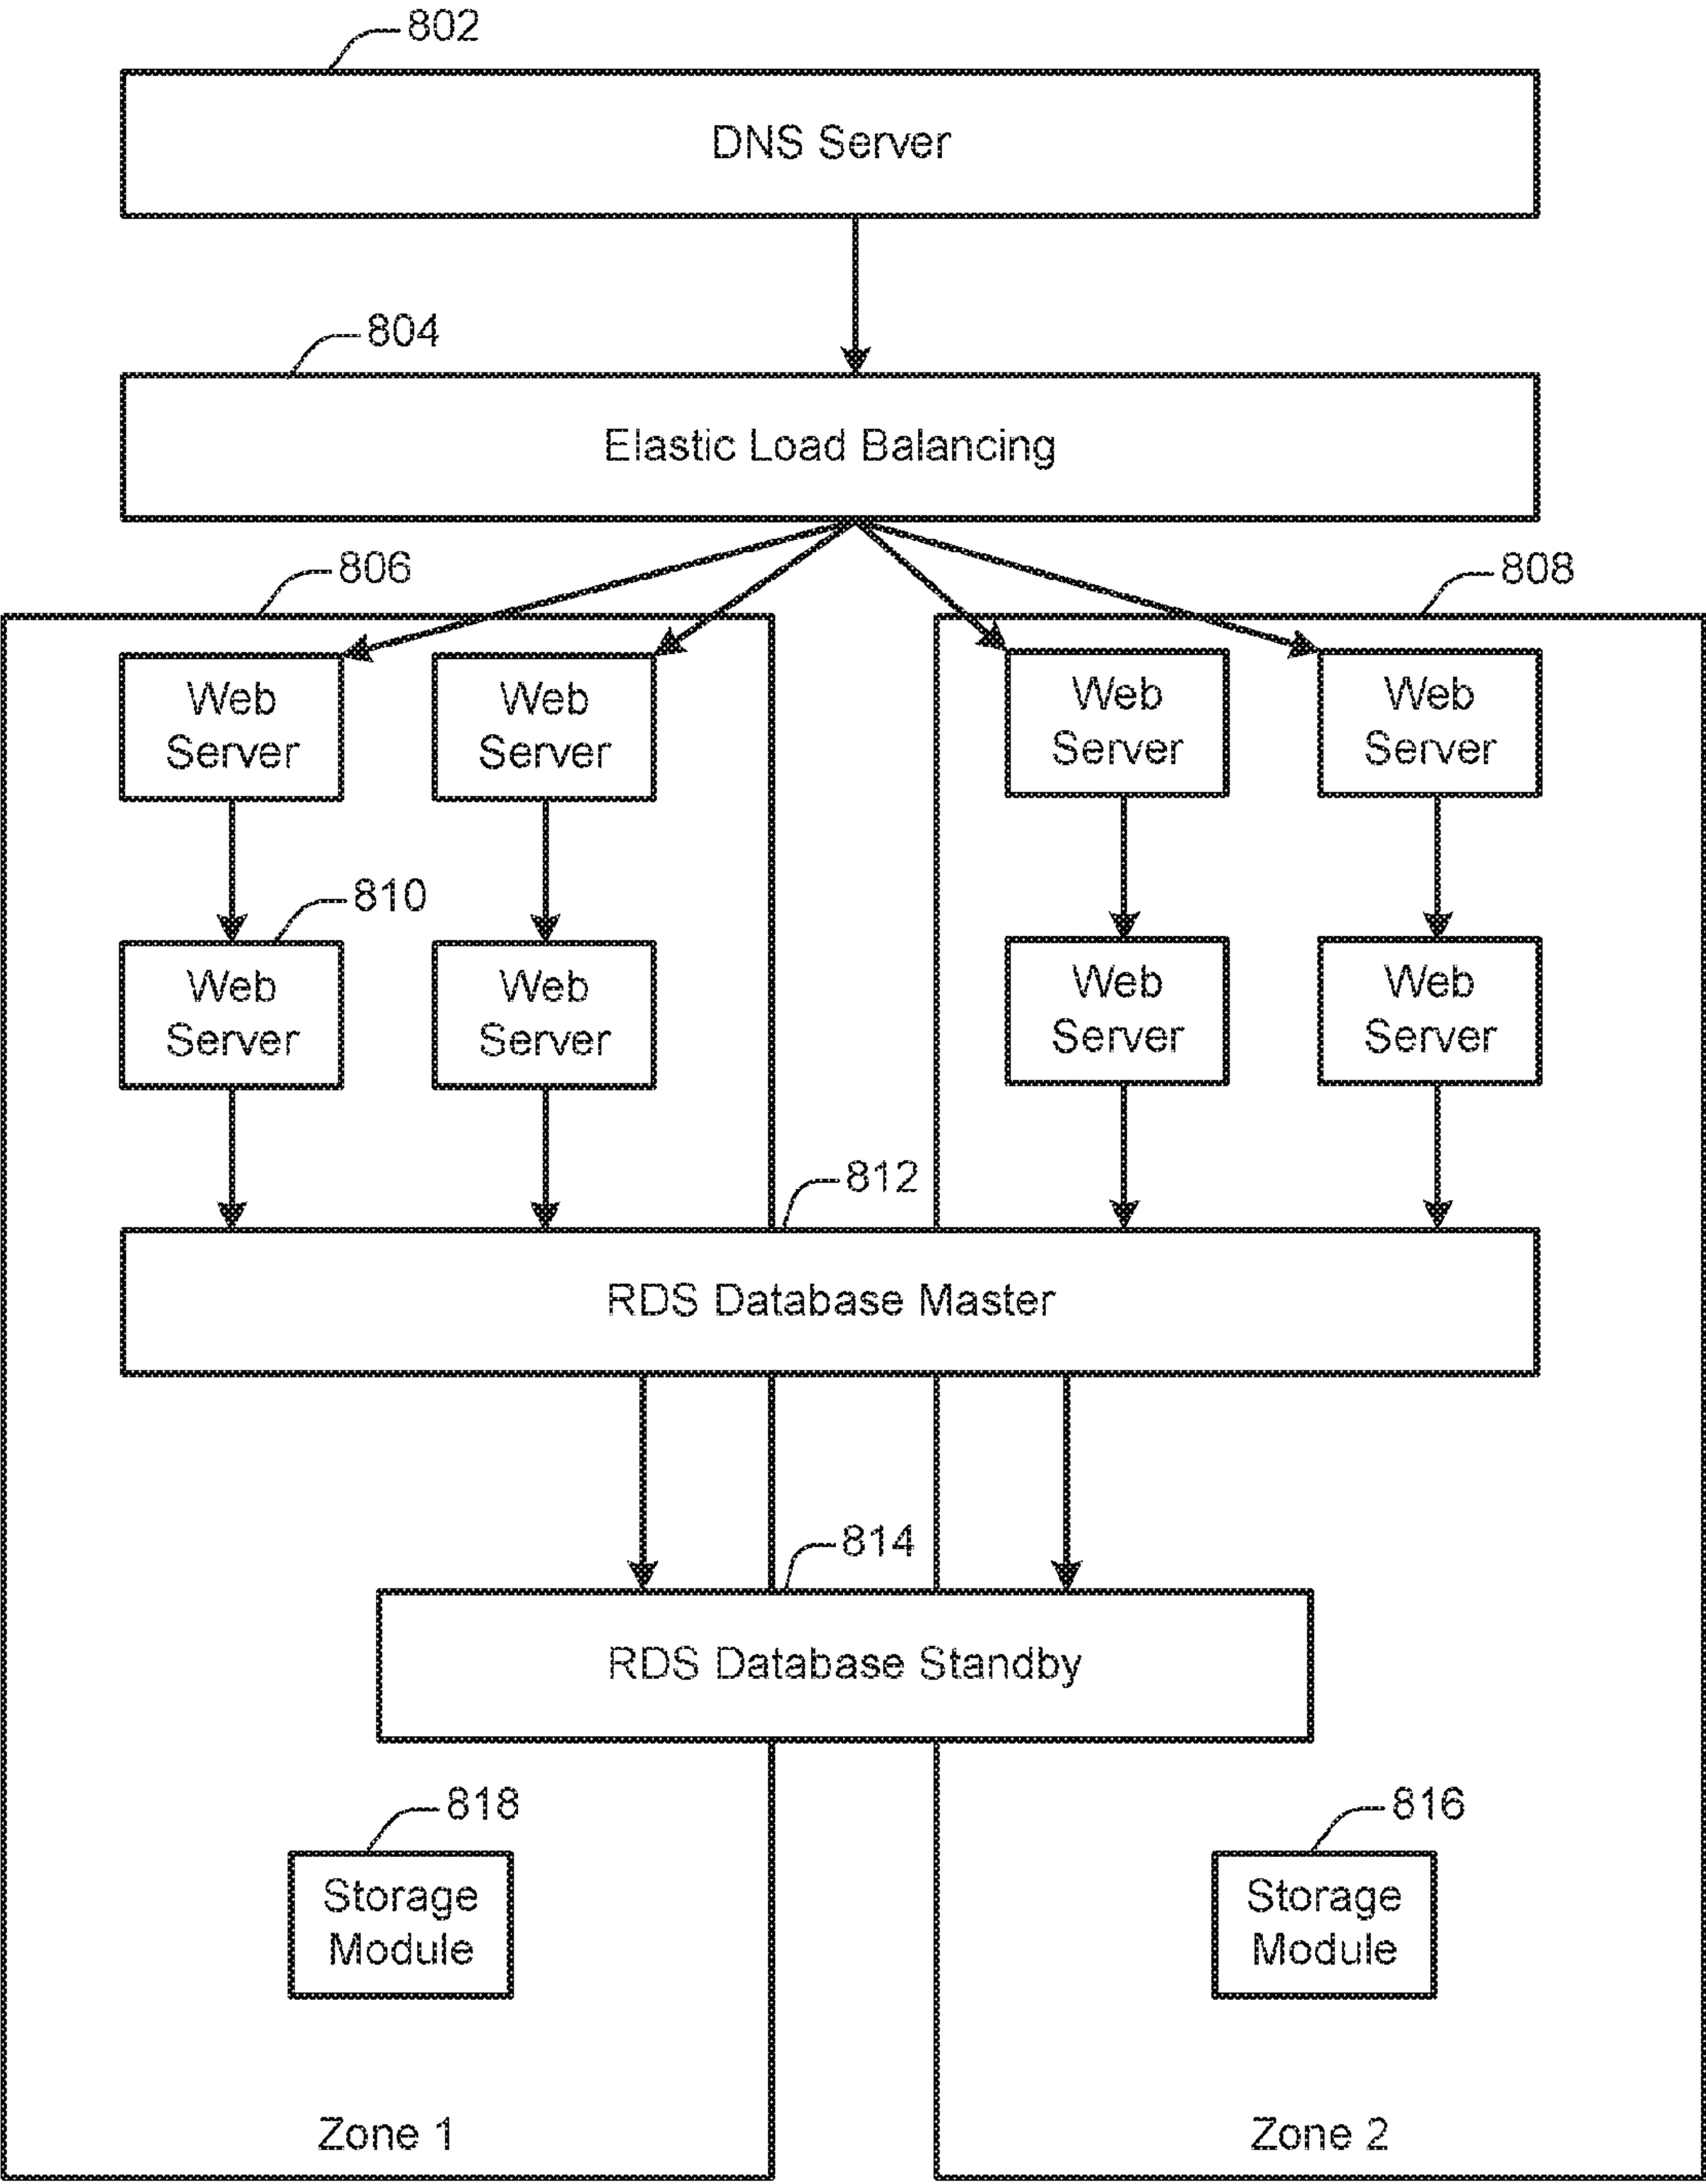 802
DNS Server
804
Elastic Load Balancing
806
808
Web
Server
Web
Server
Web
Server
Web
Server
810
Web
Server
Web
Server
Web
Server
Web
Server
812
RDS Database Master
814
RDS Database Standby
818
816
Storage
Module
Storage
Module
Zone 1
Zone 2